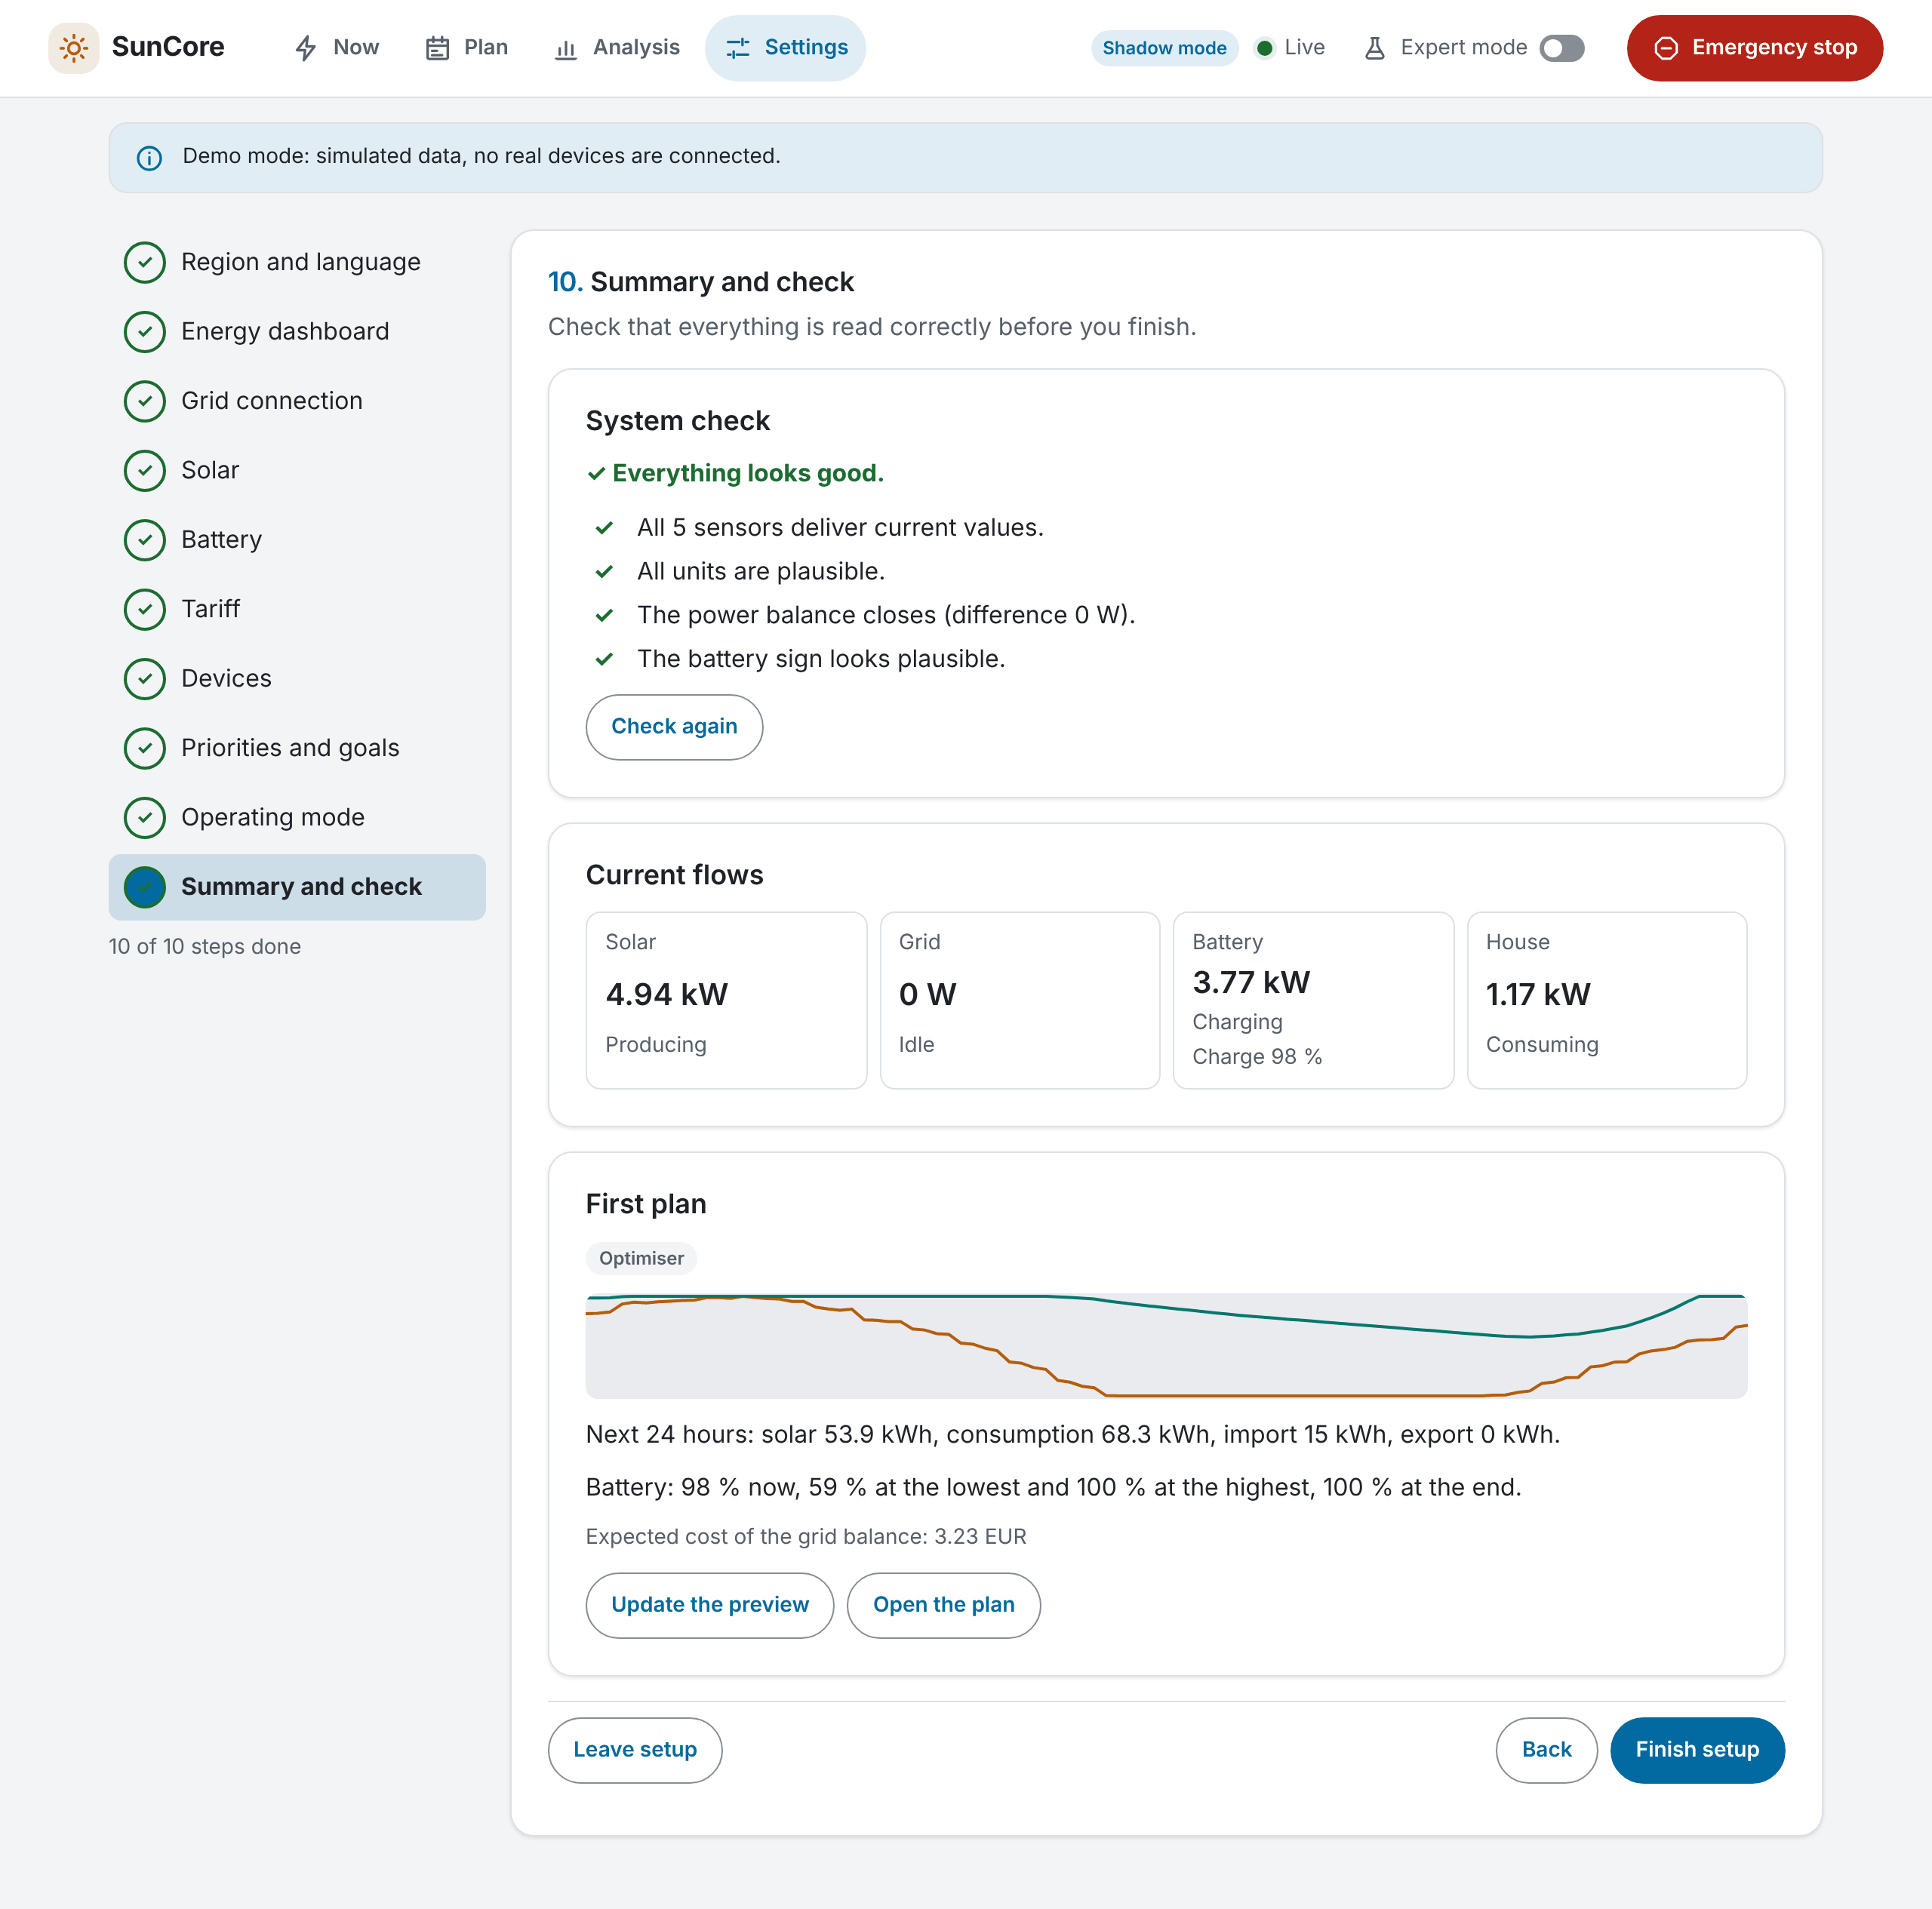 SunCore
Now
Plan
Analysis
Settings
Shadow mode
Live
Expert mode
Emergency stop
Demo mode: simulated data, no real devices are connected.
Region and language
Energy dashboard
Grid connection
Solar
Battery
Tariff
Devices
Priorities and goals
Operating mode
Summary and check
10 of 10 steps done
10. Summary and check
Check that everything is read correctly before you finish.
System check
Everything looks good.
All 5 sensors deliver current values.
All units are plausible.
The power balance closes (difference 0 W).
The battery sign looks plausible.
Check again
Current flows
Solar
4.94 kW
Producing
Grid
0 W
Idle
Battery
3.77 kW
Charging
Charge 98 %
House
1.17 kW
Consuming
First plan
Optimiser
Next 24 hours: solar 53.9 kWh, consumption 68.3 kWh, import 15 kWh, export 0 kWh.
Battery: 98 % now, 59 % at the lowest and 100 % at the highest, 100 % at the end.
Expected cost of the grid balance: 3.23 EUR
Update the preview
Open the plan
Leave setup
Back
Finish setup